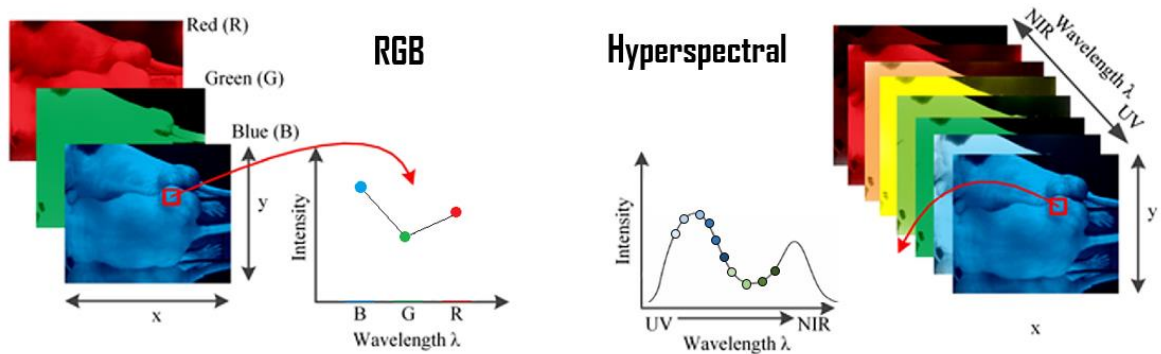 Red (R)
Green (G)
Blue (B)
y
x
RGB
Intensity
B G R
Wavelength λ
Hyperspectral
Intensity
UV NIR
Wavelength λ
NIR
Wavelength λ
UV
y
x